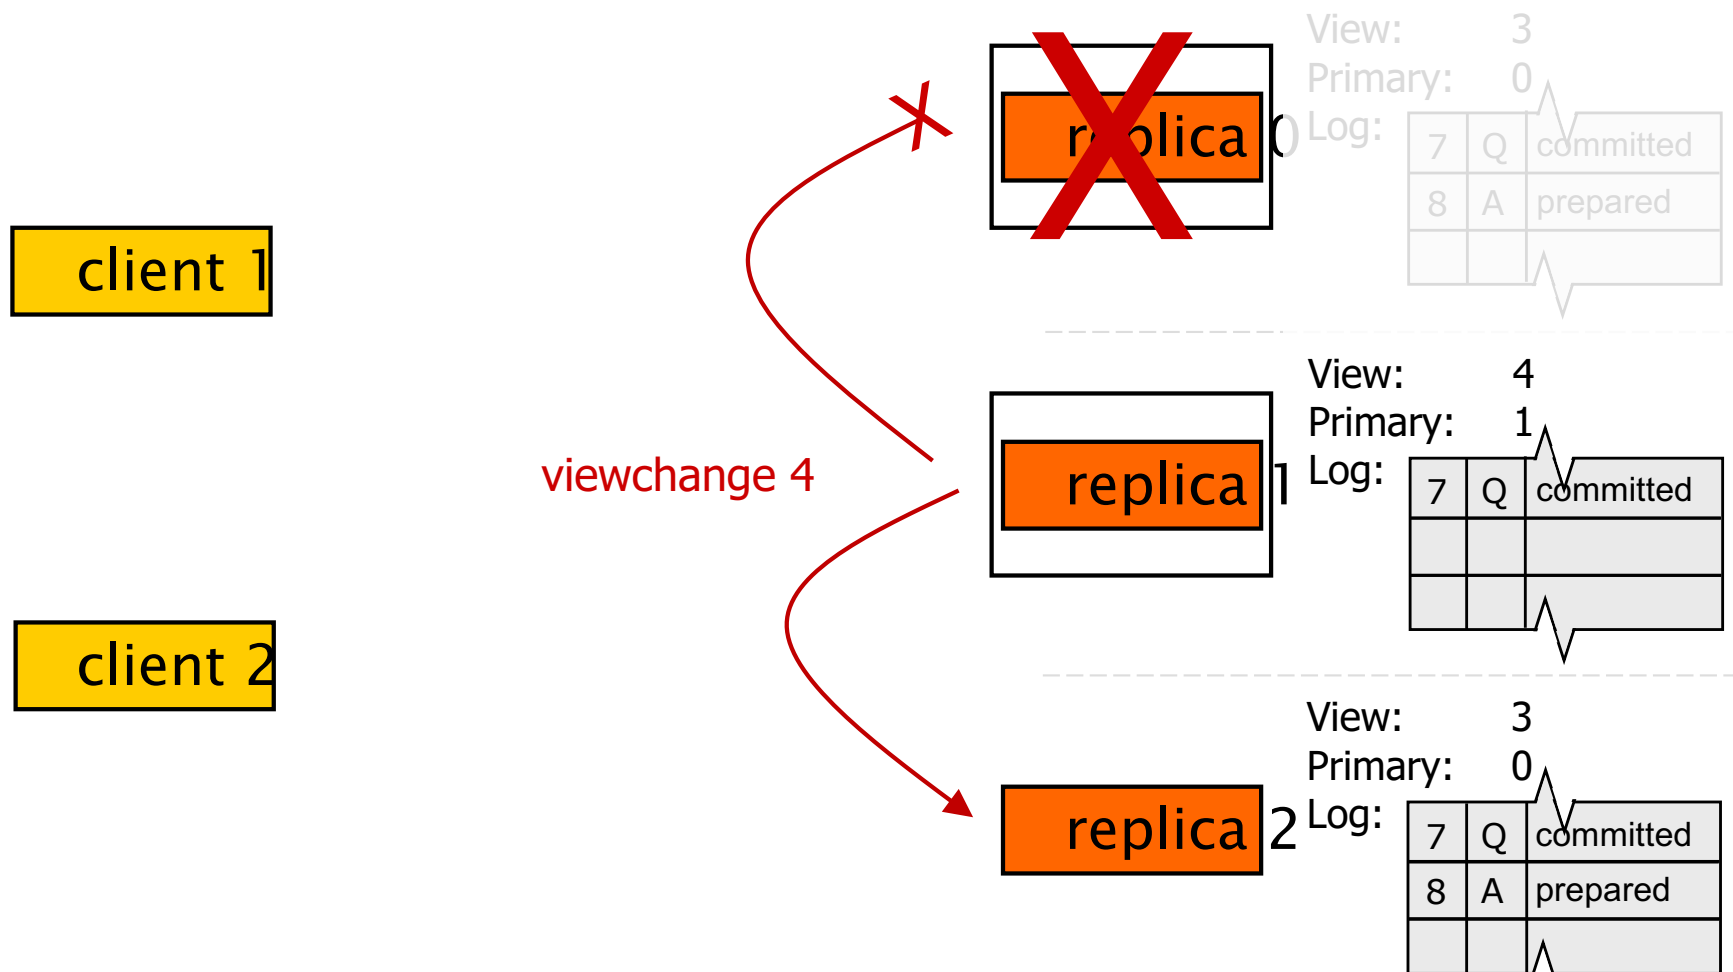 View: 3
Primary: 0
replica 0
Log:
7 Q committed
8 A prepared
client 1
View: 4
Primary: 1
viewchange 4
replica 1
Log:
7 Q committed
client 2
View: 3
Primary: 0
replica 2
Log:
7 Q committed
8 A prepared